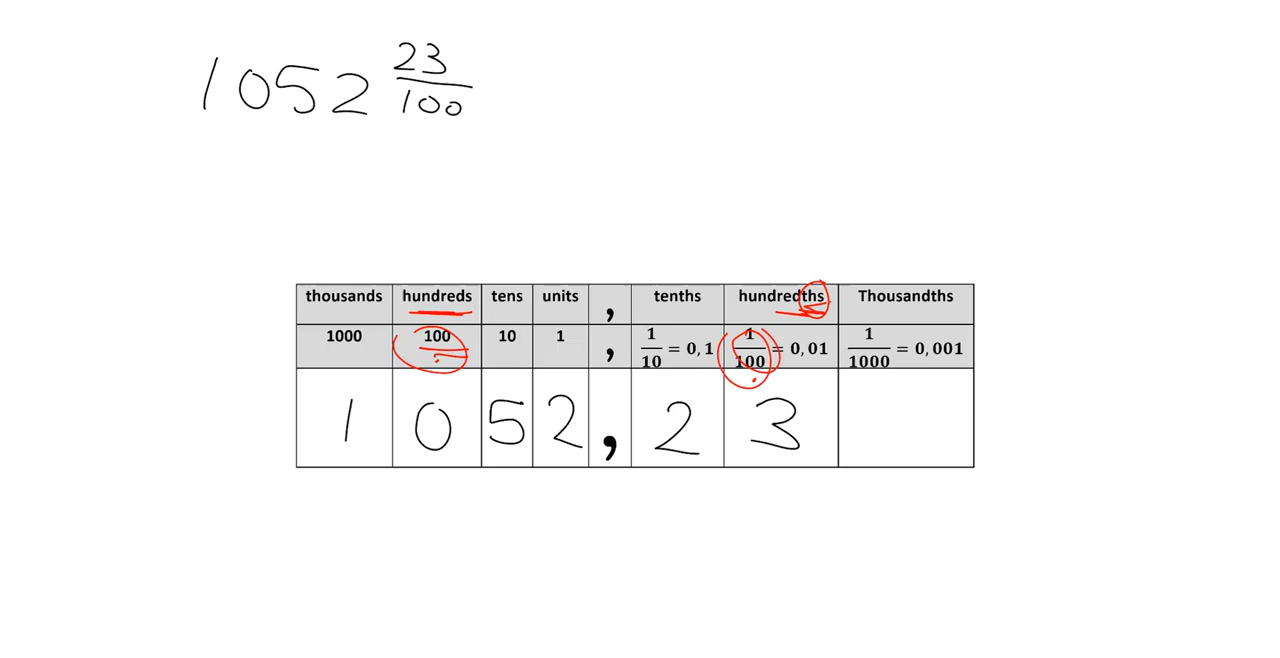 1052 23/100
thousands hundreds tens units , tenths hundredths Thousandths
1000 100 10 1 , 1/10 = 0,1 1/100 = 0,01 1/1000 = 0,001
1 0 5 2 , 2 3